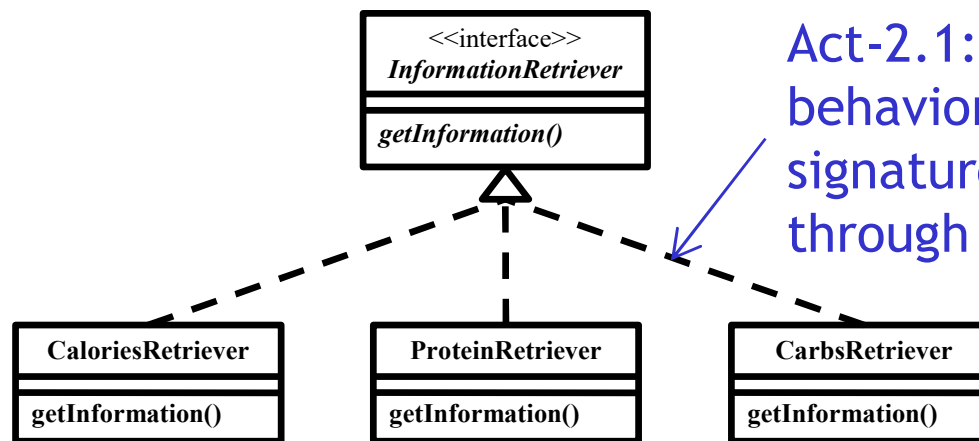 <<interface>>
InformationRetriever
getInformation()
Act-2.1:
behavior
signature
through
CaloriesRetriever
getInformation()
ProteinRetriever
getInformation()
CarbsRetriever
getInformation()